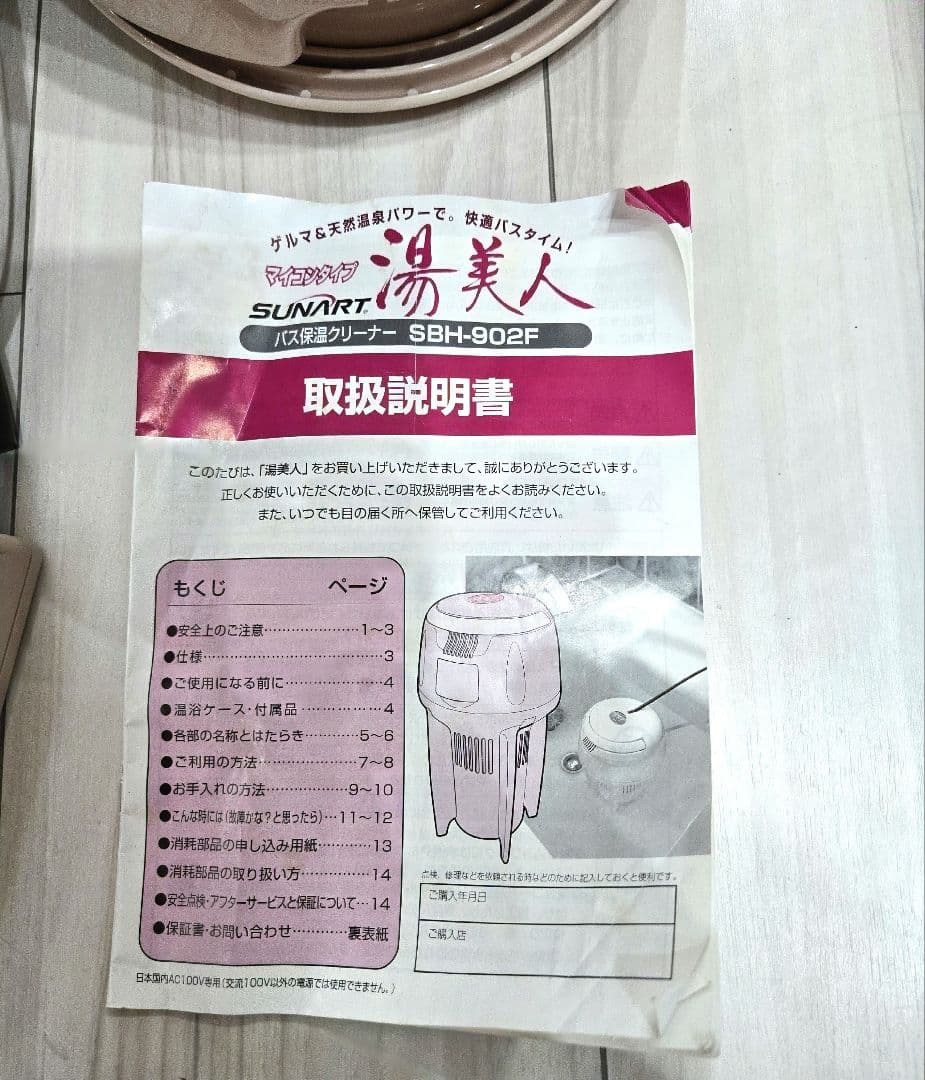 ゲルマ&天然温泉パワーで。快適バスタイム!
マイコンタイプ
湯美人
SUNART®
バス保温クリーナー SBH-902F
取扱説明書
このたびは、「湯美人」をお買い上げいただきまして、誠にありがとうございます。
正しくお使いいただくために、この取扱説明書をよくお読みください。
また、いつでも目の届く所へ保管してご利用ください。
もくじ ページ
●安全上のご注意…………………1〜3
●仕様………………………………3
●ご使用になる前に………………4
●温浴ケース・付属品……………4
●各部の名称とはたらき…………5〜6
●ご利用の方法…………………7〜8
●お手入れの方法………………9〜10
●こんな時には(故障かな?と思ったら)…11〜12
●消耗部品の申し込み用紙…………13
●消耗部品の取り扱い方……………14
●安全点検・アフターサービスと保証について…14
●保証書・お問い合わせ…………裏表紙
点検、修理などを依頼される時などのために記入しておくと便利です。
ご購入年月日
ご購入店
日本国内AC100V専用(交流100V以外の電源では使用できません。)